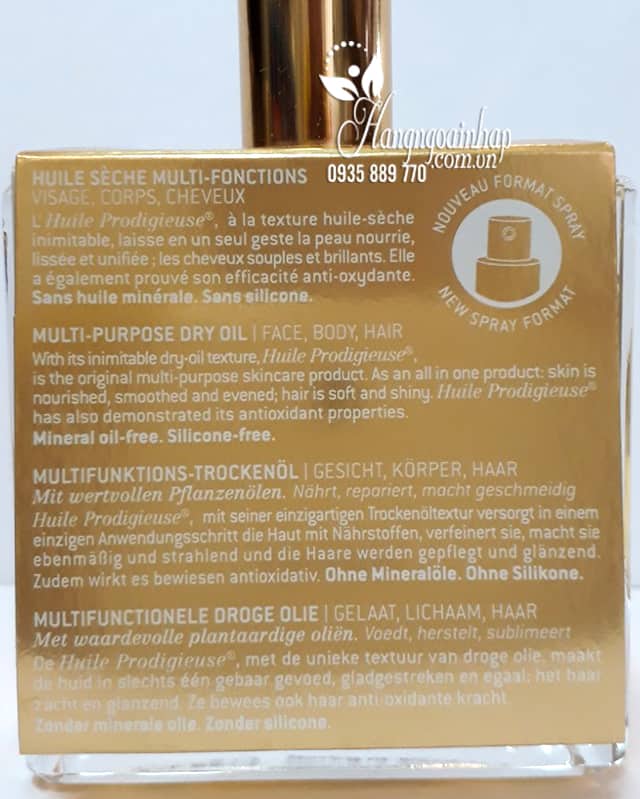 Hangngoainhap
.com.vn
0935 889 770
HUILE SÈCHE MULTI-FONCTIONS
VISAGE, CORPS, CHEVEUX
L'Huile Prodigieuse®, à la texture huile-sèche
inimitable, laisse en un seul geste la peau nourrie,
lissée et unifiée ; les cheveux souples et brillants. Elle
a également prouvé son efficacité anti-oxydante.
Sans huile minérale. Sans silicone.
NOUVEAU FORMAT SPRAY
NEW SPRAY FORMAT
MULTI-PURPOSE DRY OIL | FACE, BODY, HAIR
With its inimitable dry-oil texture, Huile Prodigieuse®,
is the original multi-purpose skincare product. As an all in one product: skin is
nourished, smoothed and evened; hair is soft and shiny. Huile Prodigieuse®
has also demonstrated its antioxidant properties.
Mineral oil-free. Silicone-free.
MULTIFUNKTIONS-TROCKENÖL | GESICHT, KÖRPER, HAAR
Mit wertvollen Pflanzenölen. Nährt, repariert, macht geschmeidig
Huile Prodigieuse®, mit seiner einzigartigen Trockenöltextur versorgt in einem
einzigen Anwendungsschritt die Haut mit Nährstoffen, verfeinert sie, macht sie
ebenmäßig und strahlend und die Haare werden gepflegt und glänzend.
Zudem wirkt es bewiesen antioxidativ. Ohne Mineralöle. Ohne Silikone.
MULTIFUNCTIONELE DROGE OLIE | GELAAT, LICHAAM, HAAR
Met waardevolle plantaardige oliën. Voedt, herstelt, sublimeert
De Huile Prodigieuse®, met de unieke textuur van droge olie, maakt
de huid in slechts één gebaar gevoed, gladgestreken en egaal; het haar
zacht en glanzend. Ze bewees ook haar anti-oxidante kracht.
Zonder minerale olie. Zonder silicone.